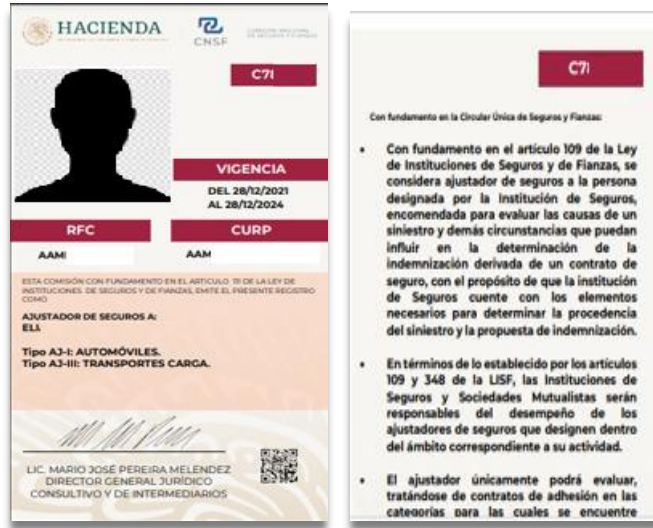 HACIENDA
CNSF
COMISIÓN NACIONAL
DE SEGUROS Y FIANZAS
C71
VIGENCIA
DEL 28/12/2021
AL 28/12/2024
RFC
CURP
AAMI
AAM
ESTA COMISIÓN CON FUNDAMENTO EN EL ARTICULO 111 DE LA LEY DE
INSTITUCIONES DE SEGUROS Y DE FIANZAS, EMITE EL PRESENTE REGISTRO
COMO
AJUSTADOR DE SEGUROS A:
Tipo AJ-I: AUTOMÓVILES.
Tipo AJ-III: TRANSPORTES CARGA.
LIC. MARIO JOSÉ PEREIRA MELENDEZ
DIRECTOR GENERAL JURÍDICO
CONSULTIVO Y DE INTERMEDIARIOS
C71
Con fundamento en la Circular Única de Seguros y Fianzas:
• Con fundamento en el artículo 109 de la Ley
de Instituciones de Seguros y de Fianzas, se
considera ajustador de seguros a la persona
designada por la Institución de Seguros,
encomendada para evaluar las causas de un
siniestro y demás circunstancias que puedan
influir en la determinación de la
indemnización derivada de un contrato de
seguro, con el propósito de que la institución
de Seguros cuente con los elementos
necesarios para determinar la procedencia
del siniestro y la propuesta de indemnización.
• En términos de lo establecido por los artículos
109 y 348 de la LISF, las Instituciones de
Seguros y Sociedades Mutualistas serán
responsables del desempeño de los
ajustadores de seguros que designen dentro
del ámbito correspondiente a su actividad.
• El ajustador únicamente podrá evaluar,
tratándose de contratos de adhesión en las
categorías para las cuales se encuentre